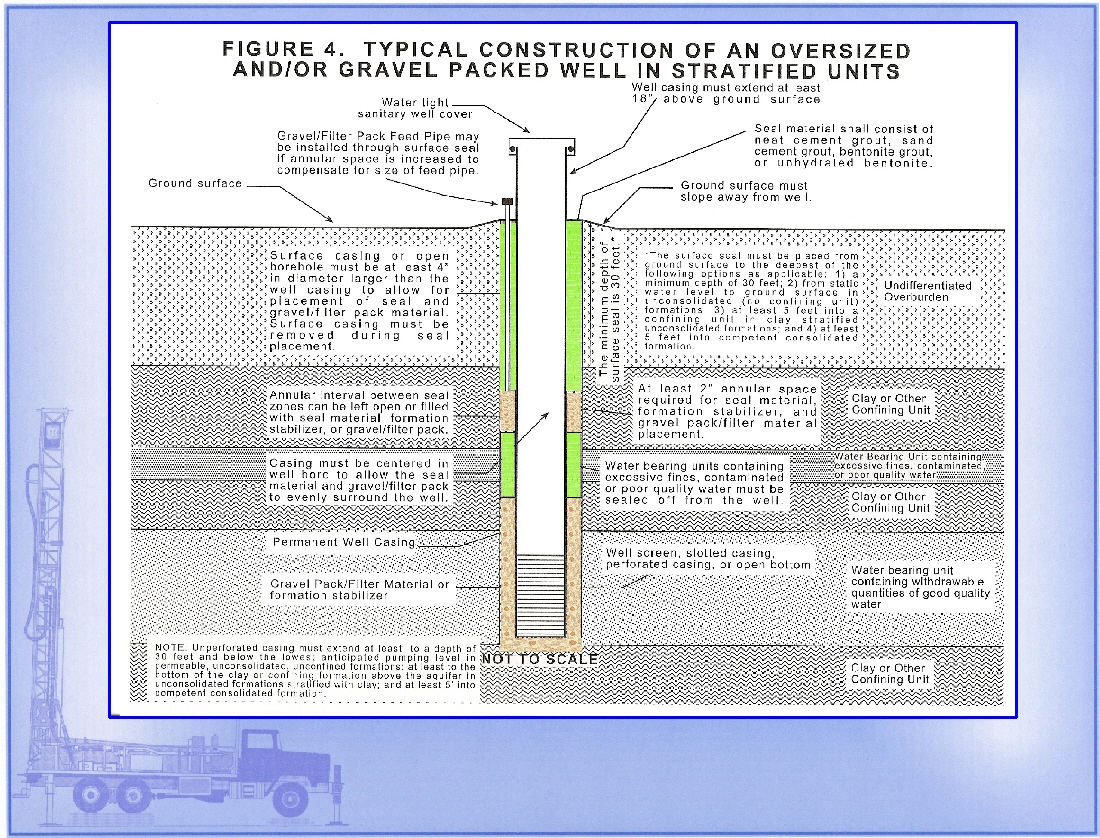 FIGURE 4. TYPICAL CONSTRUCTION OF AN OVERSIZED
AND/OR GRAVEL PACKED WELL IN STRATIFIED UNITS
Well casing must extend at least
18" above ground surface
Water tight
sanitary well cover
Gravel/Filter Pack Feed Pipe may
be installed through surface seal
if annular space is increased to
compensate for size of feed pipe.
Seal material shall consist of
neat cement grout, sand
cement grout, bentonite grout,
or unhydrated bentonite.
Ground surface
Ground surface must
slope away from well.
Surface casing or open
borehole must be at east 4"
in diameter larger than the
well casing to allow for
placement of seal and
gravel/filter pack material.
Surface casing must be
removed during seal
placement.
The minimum depth of
surface seal is 30 feet.*
*The surface seal must be placed from
ground surface to the deepest of the
following options as applicable: 1) a
minimum depth of 30 feet; 2) from static
water level to ground surface in
unconsolidated (no confining unit)
formations 3) at least 5 feet into a
confining unit in clay stratified
unconsolidated formations; and 4) at least
5 feet into competent consolidated
formation.
Undifferentiated
Overburden
Annular interval between seal
zones can be left open or filled
with seal material, formation
stabilizer, or gravel/filter pack.
At least 2" annular space
required for seal material,
formation stabilizer, and
gravel pack/filter material
placement.
Clay or Other
Confining Unit
Casing must be centered in
well bore to allow the seal
material and gravel/filter pack
to evenly surround the well.
Water bearing units containing
excessive fines, contaminated
or poor quality water must be
sealed off from the well.
Water Bearing Unit containing
excessive fines, contaminated,
or poor quality water
Clay or Other
Confining Unit
Permanent Well Casing
Well screen, slotted casing,
perforated casing, or open bottom
Gravel Pack/Filter Material or
formation stabilizer
Water bearing unit
containing withdrawable
quantities of good quality
water
NOTE. Unperforated casing must extend at least to a depth of
30 feet and below the lowest anticipated pumping level in
permeable, unconsolidated, unconfined formations; at least to the
bottom of the clay or confining formation above the aquifer in
unconsolidated formations stratified with clay; and at least 5' into
competent consolidated formation.
NOT TO SCALE
Clay or Other
Confining Unit